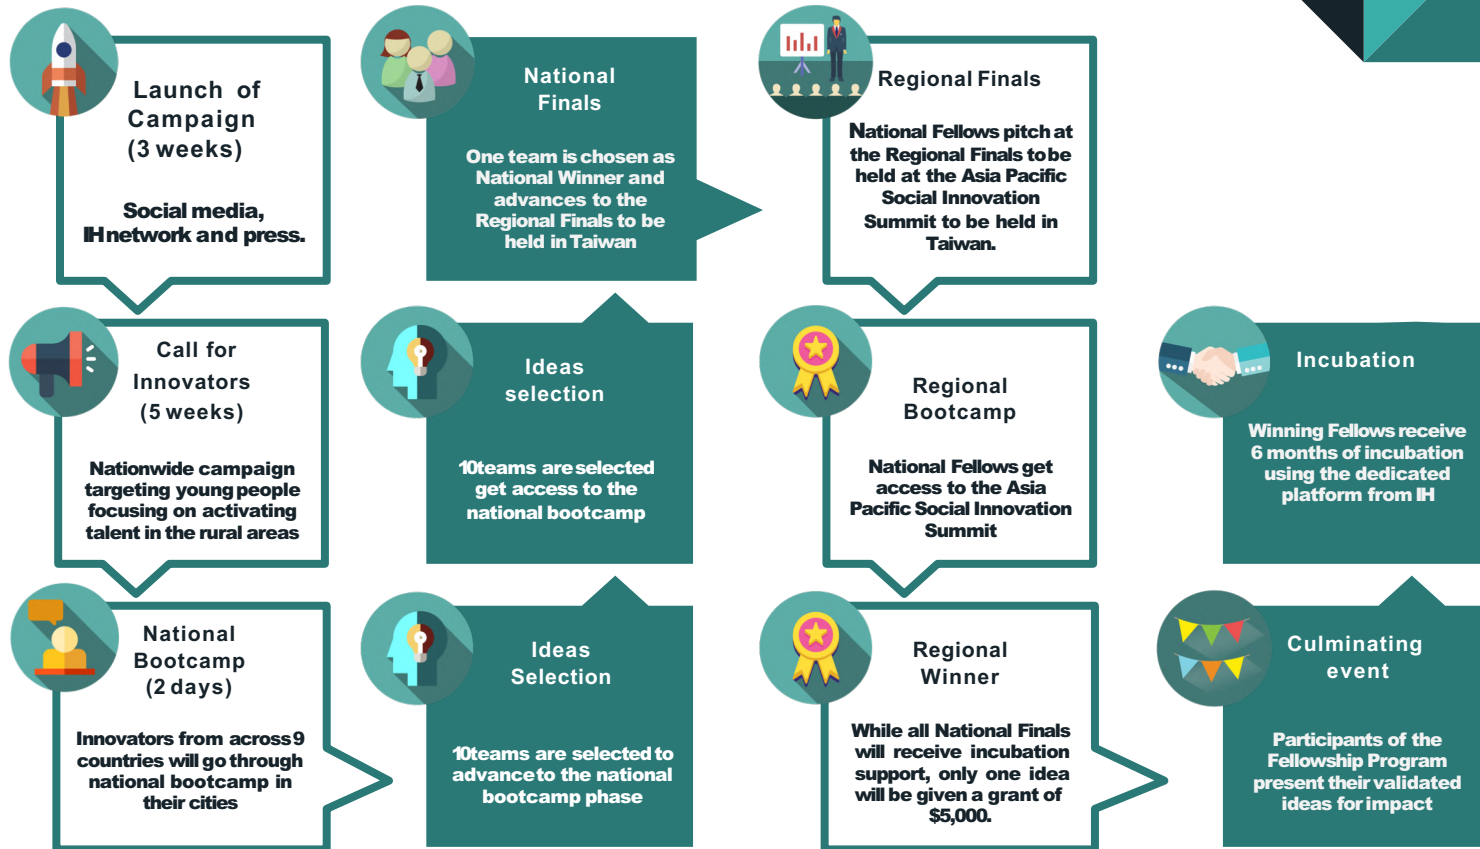 Launch of
Campaign
(3 weeks)
Social media,
IH network and press.
Call for
Innovators
(5 weeks)
Nationwide campaign
targeting young people
focusing on activating
talent in the rural areas
National
Bootcamp
(2 days)
Innovators from across 9
countries will go through
national bootcamp in
their cities
Ideas
Selection
10 teams are selected to
advance to the national
bootcamp phase
Ideas
selection
10 teams are selected
get access to the
national bootcamp
National
Finals
One team is chosen as
National Winner and
advances to the
Regional Finals to be
held in Taiwan
Regional Finals
National Fellows pitch at
the Regional Finals to be
held at the Asia Pacific
Social Innovation
Summit to be held in
Taiwan.
Regional
Bootcamp
National Fellows get
access to the Asia
Pacific Social Innovation
Summit
Regional
Winner
While all National Finals
will receive incubation
support, only one idea
will be given a grant of
$5,000.
Culminating
event
Participants of the
Fellowship Program
present their validated
ideas for impact
Incubation
Winning Fellows receive
6 months of incubation
using the dedicated
platform from IH